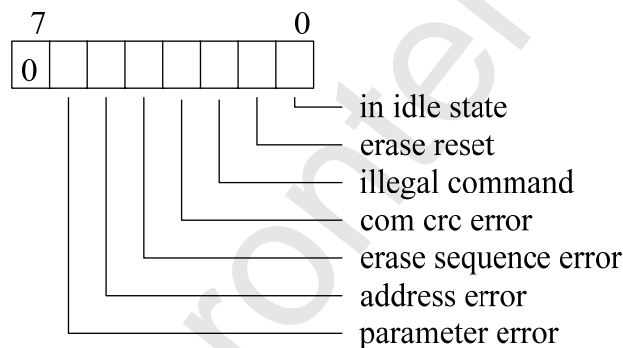 7 0
0
in idle state
erase reset
illegal command
com crc error
erase sequence error
address error
parameter error